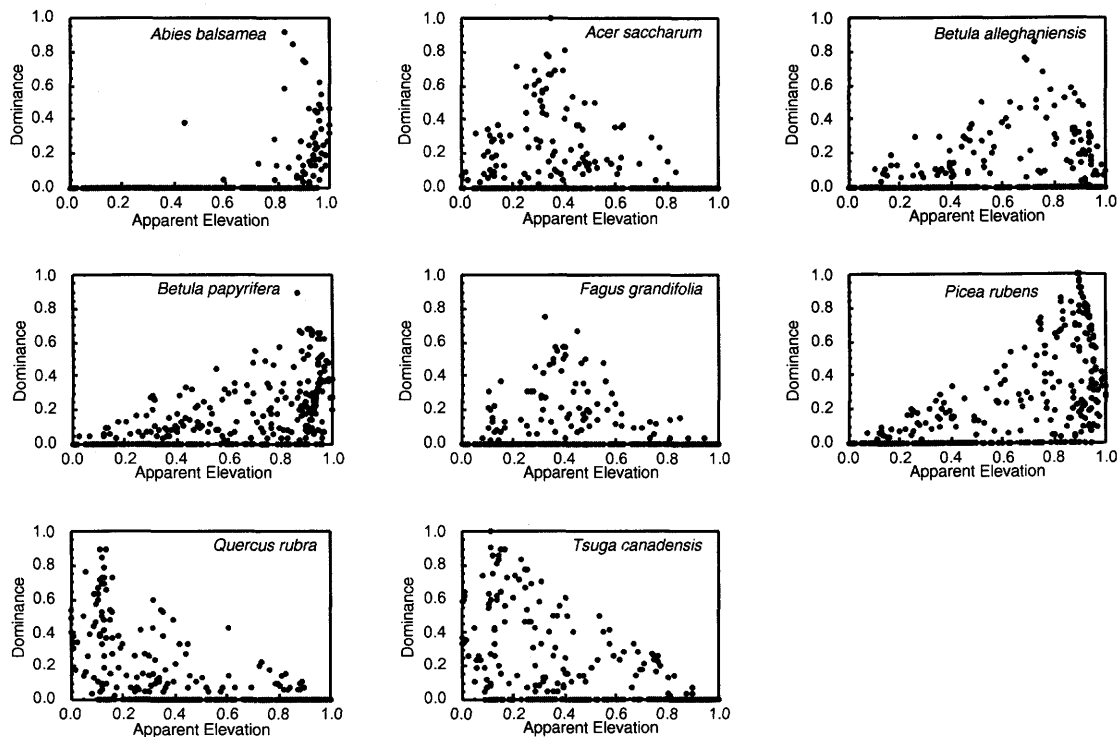 Abies balsamea
Dominance
1.0
0.8
0.6
0.4
0.2
0.0
0.0 0.2 0.4 0.6 0.8 1.0
Apparent Elevation
Acer saccharum
Dominance
1.0
0.8
0.6
0.4
0.2
0.0
0.0 0.2 0.4 0.6 0.8 1.0
Apparent Elevation
Betula alleghaniensis
Dominance
1.0
0.8
0.6
0.4
0.2
0.0
0.0 0.2 0.4 0.6 0.8 1.0
Apparent Elevation
Betula papyrifera
Dominance
1.0
0.8
0.6
0.4
0.2
0.0
0.0 0.2 0.4 0.6 0.8 1.0
Apparent Elevation
Fagus grandifolia
Dominance
1.0
0.8
0.6
0.4
0.2
0.0
0.0 0.2 0.4 0.6 0.8 1.0
Apparent Elevation
Picea rubens
Dominance
1.0
0.8
0.6
0.4
0.2
0.0
0.0 0.2 0.4 0.6 0.8 1.0
Apparent Elevation
Quercus rubra
Dominance
1.0
0.8
0.6
0.4
0.2
0.0
0.0 0.2 0.4 0.6 0.8 1.0
Apparent Elevation
Tsuga canadensis
Dominance
1.0
0.8
0.6
0.4
0.2
0.0
0.0 0.2 0.4 0.6 0.8 1.0
Apparent Elevation